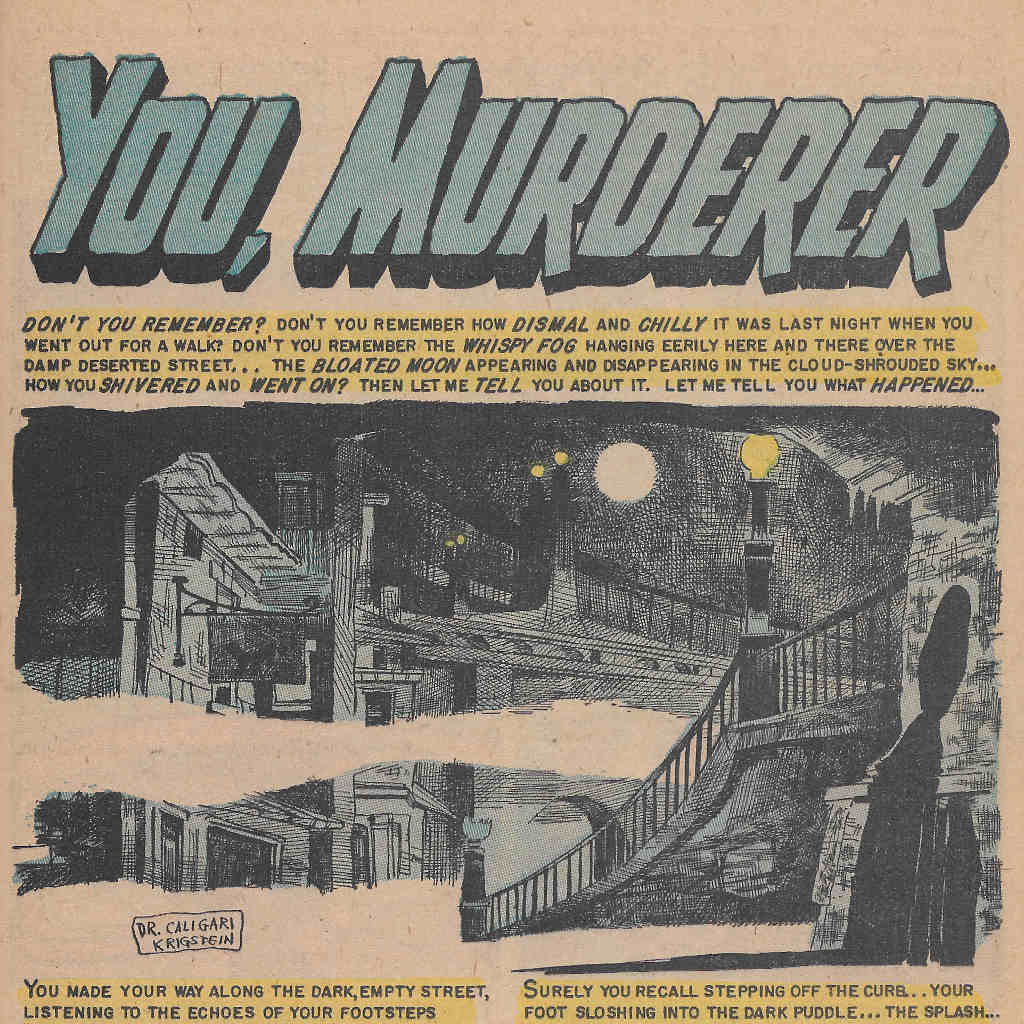 YOU, MURDERER
DON'T YOU REMEMBER? DON'T YOU REMEMBER HOW DISMAL AND CHILLY IT WAS LAST NIGHT WHEN YOU
WENT OUT FOR A WALK? DON'T YOU REMEMBER THE WHISPY FOG HANGING EERILY HERE AND THERE OVER THE
DAMP DESERTED STREET... THE BLOATED MOON APPEARING AND DISAPPEARING IN THE CLOUD-SHROUDED SKY...
HOW YOU SHIVERED AND WENT ON? THEN LET ME TELL YOU ABOUT IT. LET ME TELL YOU WHAT HAPPENED...
DR. CALIGARI
KRIGSTEIN
YOU MADE YOUR WAY ALONG THE DARK, EMPTY STREET,
LISTENING TO THE ECHOES OF YOUR FOOTSTEPS
SURELY YOU RECALL STEPPING OFF THE CURB... YOUR
FOOT SLOSHING INTO THE DARK PUDDLE... THE SPLASH...